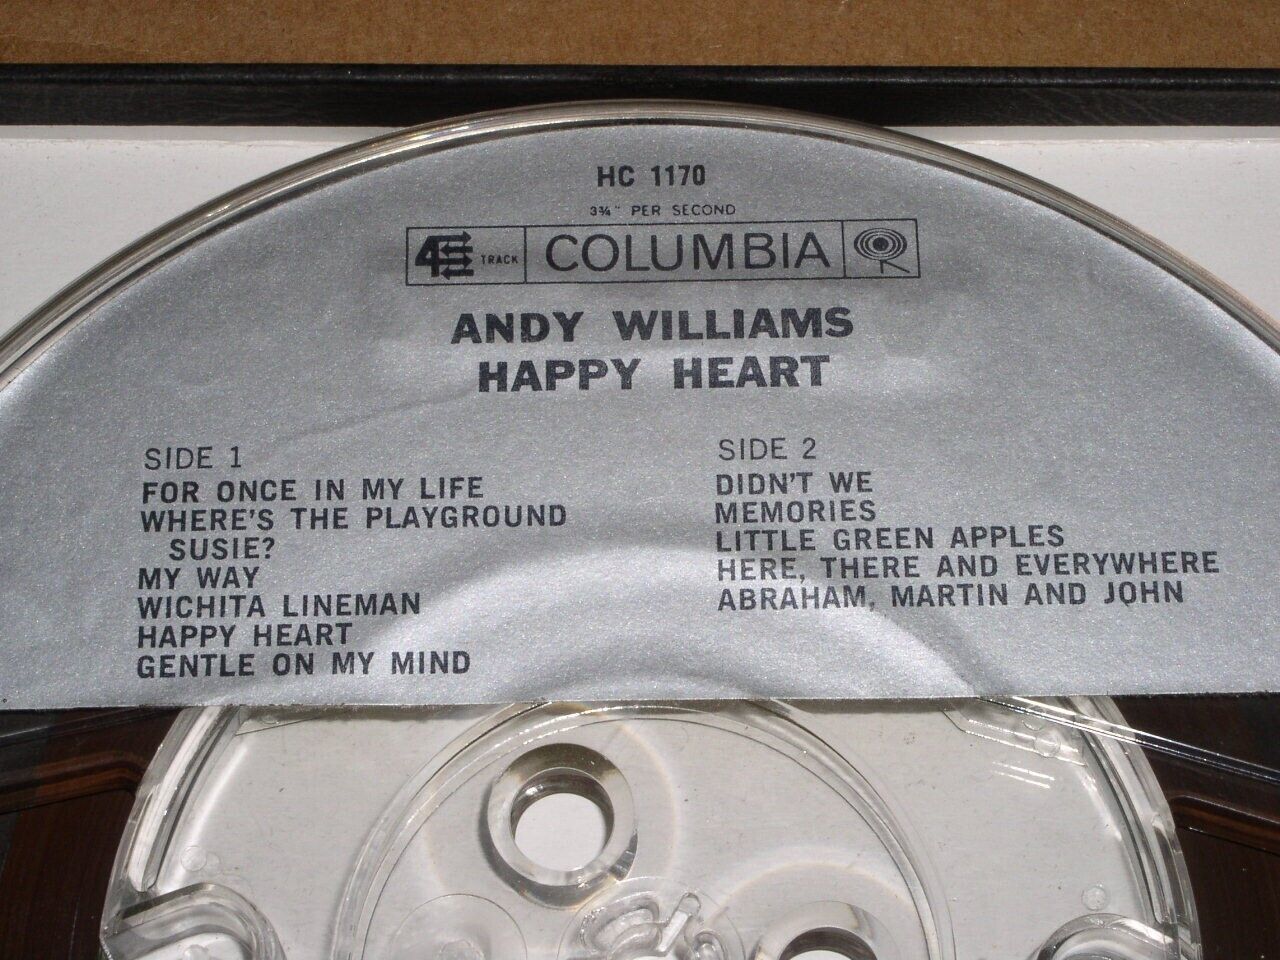 HC 1170
3¾" PER SECOND
4 TRACK COLUMBIA
ANDY WILLIAMS
HAPPY HEART
SIDE 1
FOR ONCE IN MY LIFE
WHERE'S THE PLAYGROUND
SUSIE?
MY WAY
WICHITA LINEMAN
HAPPY HEART
GENTLE ON MY MIND
SIDE 2
DIDN'T WE
MEMORIES
LITTLE GREEN APPLES
HERE, THERE AND EVERYWHERE
ABRAHAM, MARTIN AND JOHN